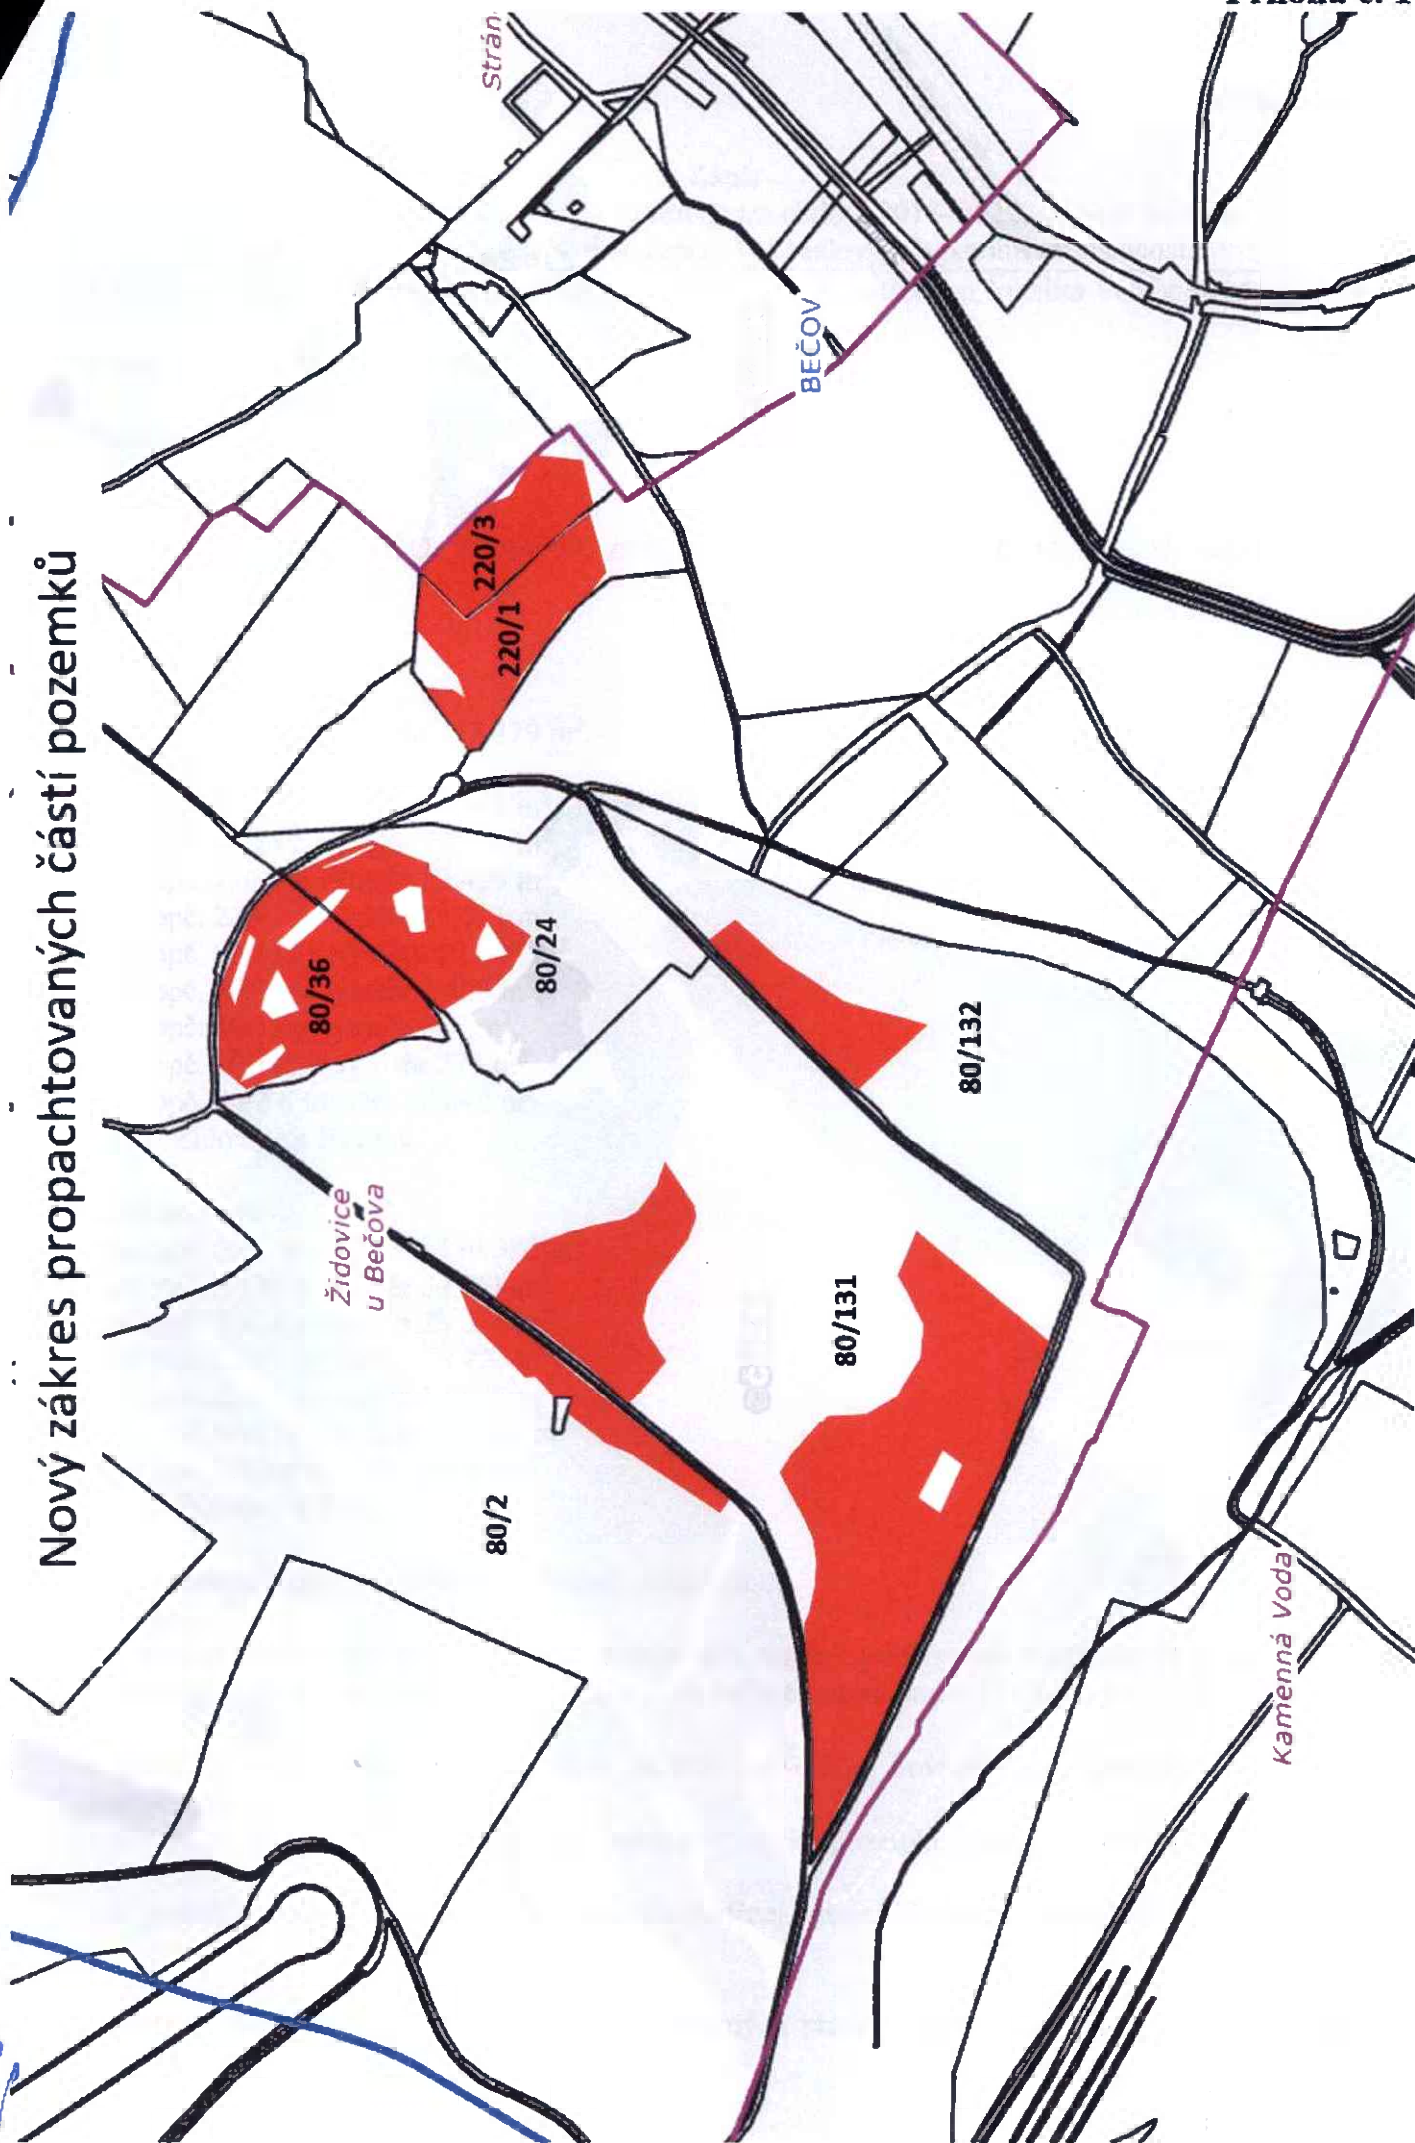 Nový zákres propachtovaných částí pozemků
Strán
BEČOV
220/3
220/1
80/36
80/24
80/132
Židovice
u Bečova
80/131
80/2
Kamenná Voda